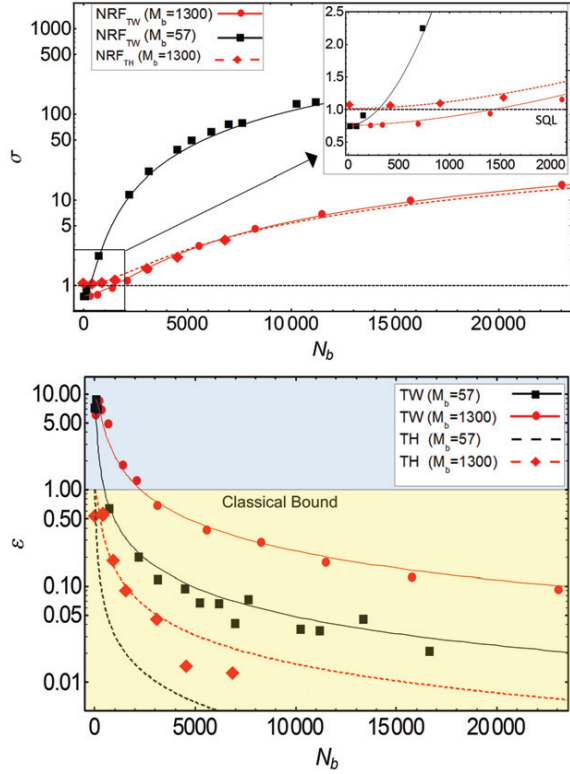 1000
500
100
50
10
5
1
σ
NRF_TW (M_b=1300)
NRF_TW (M_b=57)
NRF_TH (M_b=1300)
2.5
2.0
1.5
1.0
0.5
SQL
0 500 1000 1500 2000
0 5000 10000 15000 20000
N_b
10.00
5.00
1.00
0.50
0.10
0.05
0.01
ε
TW (M_b=57)
TW (M_b=1300)
TH (M_b=57)
TH (M_b=1300)
Classical Bound
0 5000 10000 15000 20000
N_b